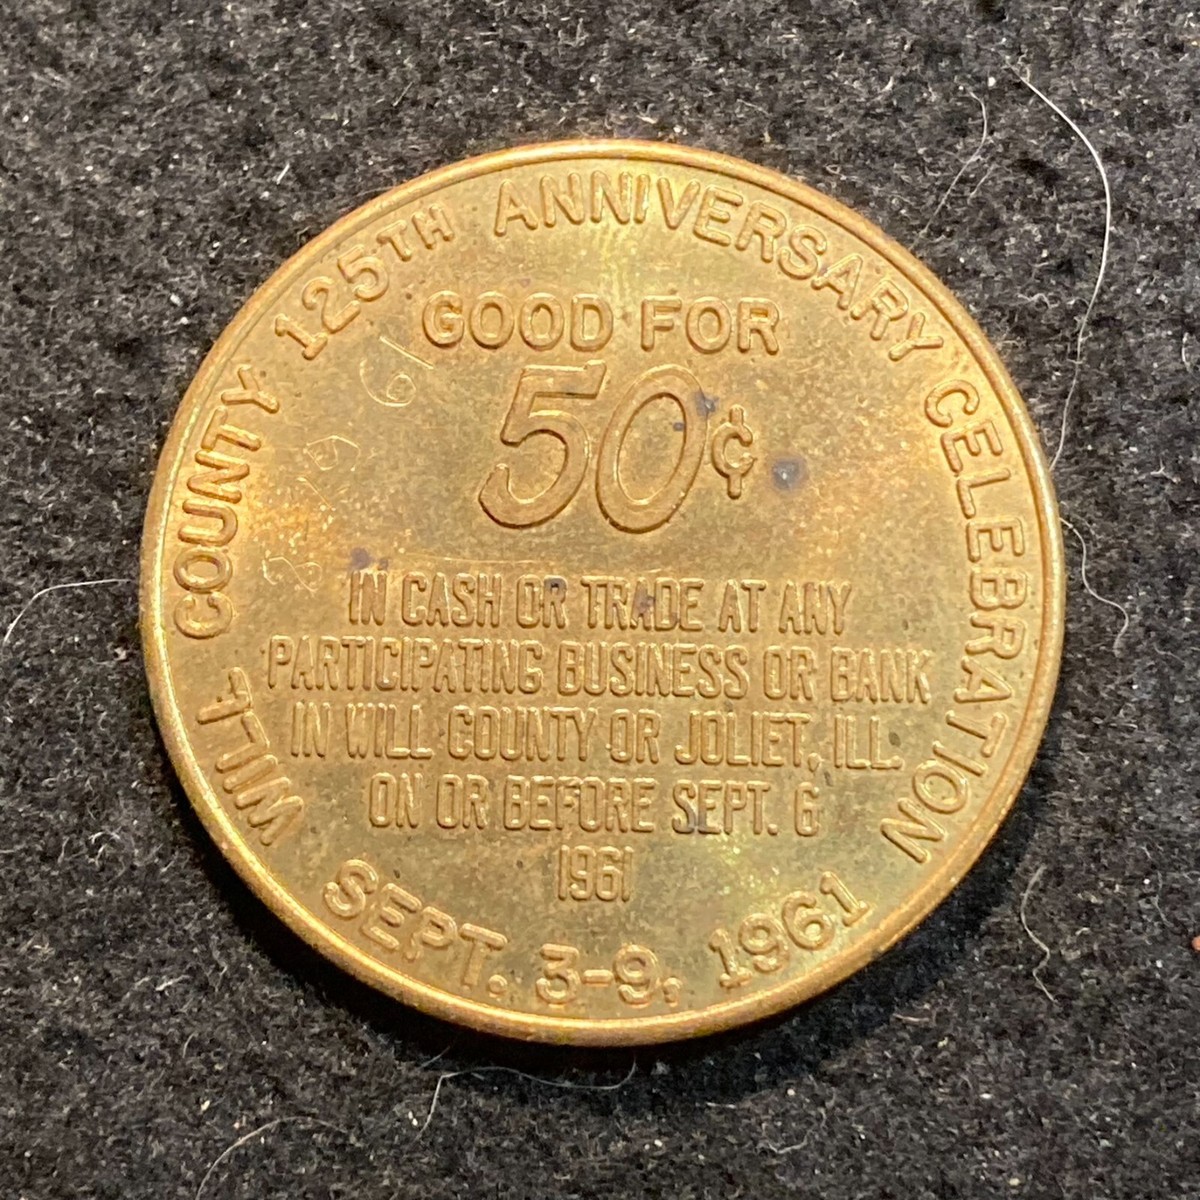 WILL COUNTY 125TH ANNIVERSARY CELEBRATION
GOOD FOR
50¢
IN CASH OR TRADE AT ANY
PARTICIPATING BUSINESS OR BANK
IN WILL COUNTY OR JOLIET, ILL.
ON OR BEFORE SEPT. 6
1961
SEPT. 3-9, 1961